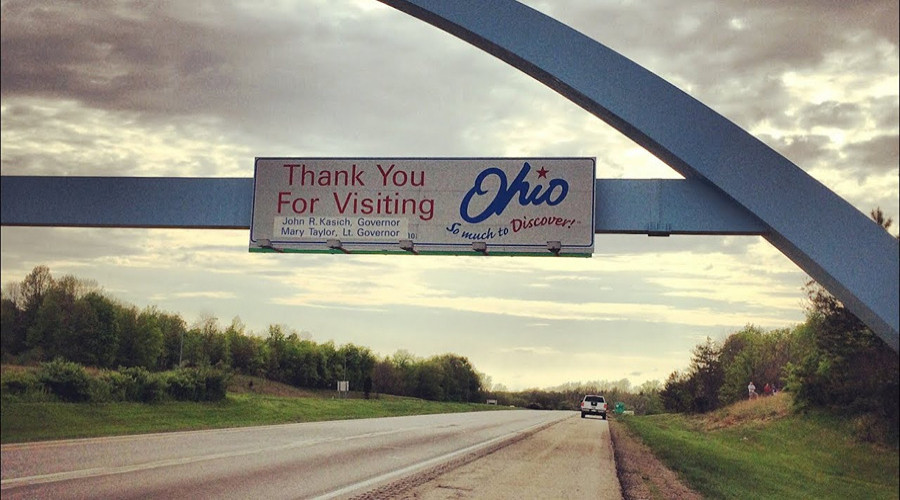 Thank You
For Visiting
John R. Kasich, Governor
Mary Taylor, Lt. Governor
Ohio
So much to Discover!